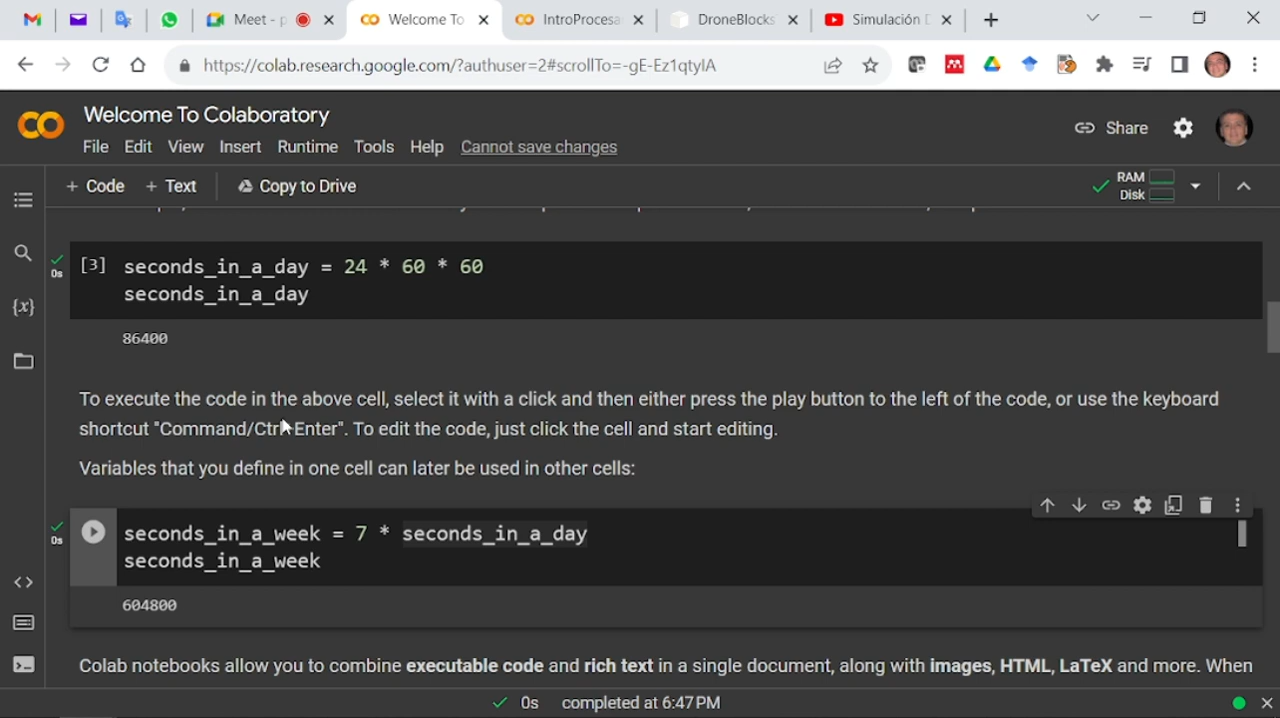 Meet - p
Welcome To
IntroProcesa
DroneBlocks
Simulación D
https://colab.research.google.com/?authuser=2#scrollTo=-gE-Ez1qtyIA
CO
Welcome To Colaboratory
File Edit View Insert Runtime Tools Help Cannot save changes
Share
+ Code + Text Copy to Drive
RAM
Disk
[3] seconds_in_a_day = 24 * 60 * 60
0s
seconds_in_a_day
{x}
86400
To execute the code in the above cell, select it with a click and then either press the play button to the left of the code, or use the keyboard
shortcut "Command/Ctrl+Enter". To edit the code, just click the cell and start editing.
Variables that you define in one cell can later be used in other cells:
seconds_in_a_week = 7 * seconds_in_a_day
0s
seconds_in_a_week
604800
Colab notebooks allow you to combine executable code and rich text in a single document, along with images, HTML, LaTeX and more. When
0s completed at 6:47 PM